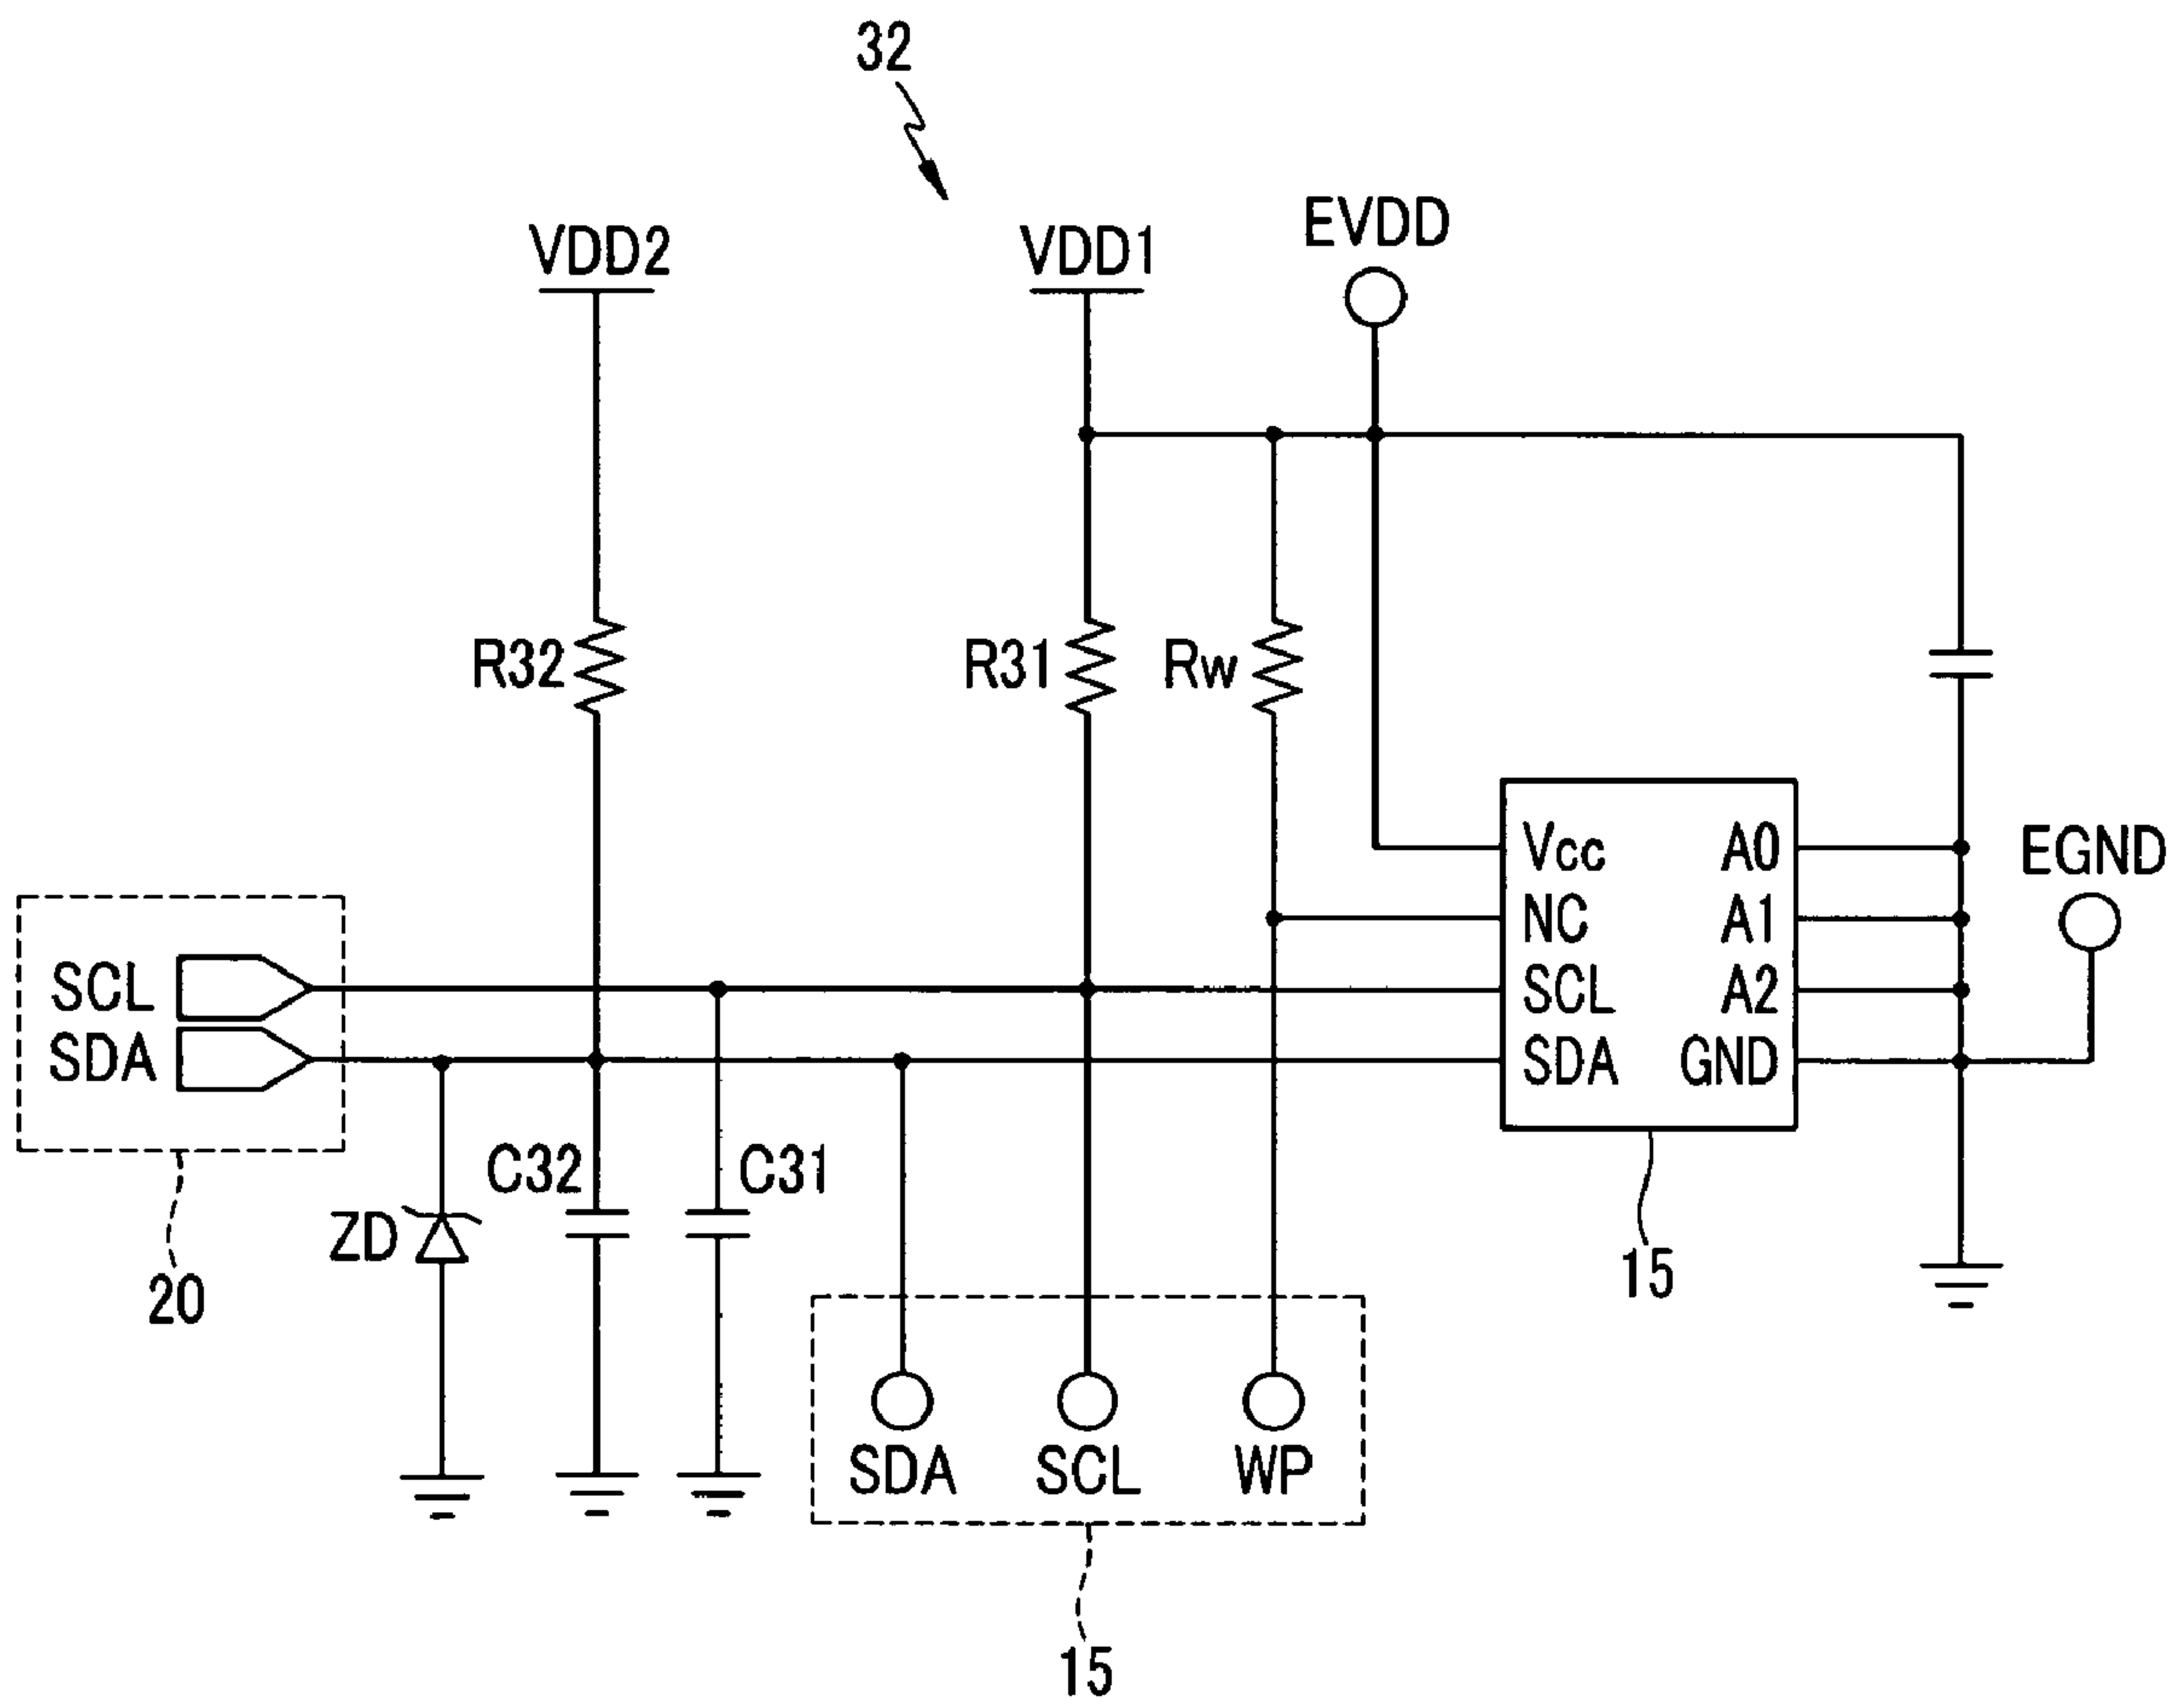 32
VDD2
VDD1
EVDD
R32
R31
Rw
Vcc
A0
NC
A1
SCL
A2
SDA
GND
EGND
SCL
SDA
C32
C31
ZD
20
15
SDA
SCL
WP
15